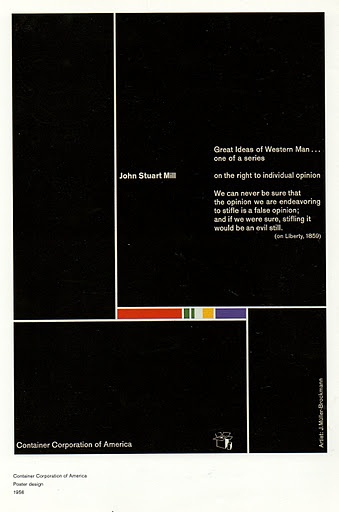 Great Ideas of Western Man...
one of a series
John Stuart Mill
on the right to individual opinion
We can never be sure that
the opinion we are endeavoring
to stifle is a false opinion;
and if we were sure, stifling it
would be an evil still.
(on Liberty, 1859)
Container Corporation of America
Artist: J.Müller-Brockmann
Container Corporation of America
Poster design
1956